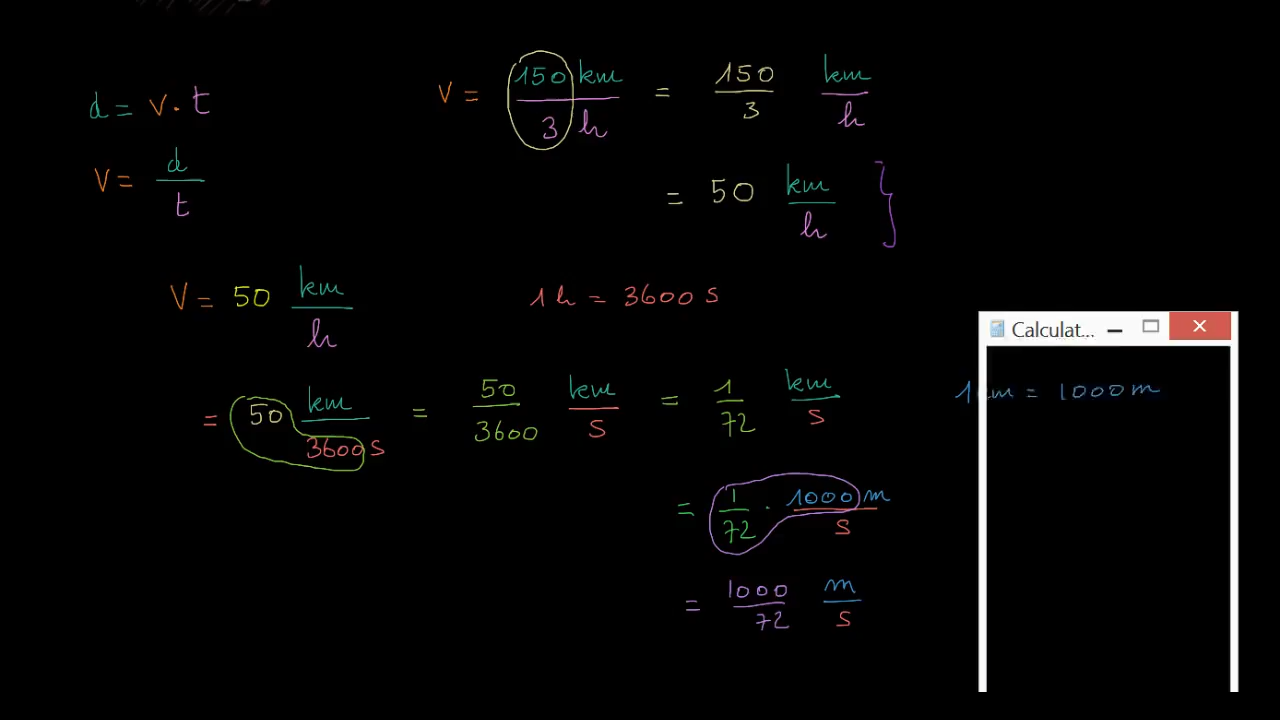 d = v · t
v = d/t
v = 150 km / 3 h = 150/3 km/h
= 50 km/h }
v = 50 km/h
1 h = 3600 s
= 50 km / 3600 s = 50/3600 km/s = 1/72 km/s
1 km = 1000 m
= 1/72 · 1000 m / s
= 1000/72 m/s
Calculat...